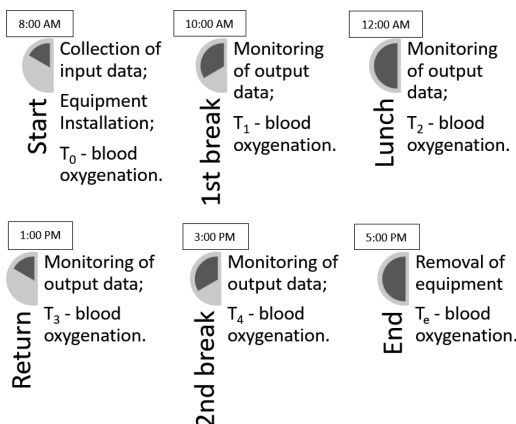 8:00 AM
Start
Collection of
input data;
Equipment
Installation;
T₀ - blood
oxygenation.
10:00 AM
1st break
Monitoring
of output
data;
T₁ - blood
oxygenation.
12:00 AM
Lunch
Monitoring
of output
data;
T₂ - blood
oxygenation.
1:00 PM
Return
Monitoring of
output data;
T₃ - blood
oxygenation.
3:00 PM
2nd break
Monitoring of
output data;
T₄ - blood
oxygenation.
5:00 PM
End
Removal of
equipment
Tₑ - blood
oxygenation.